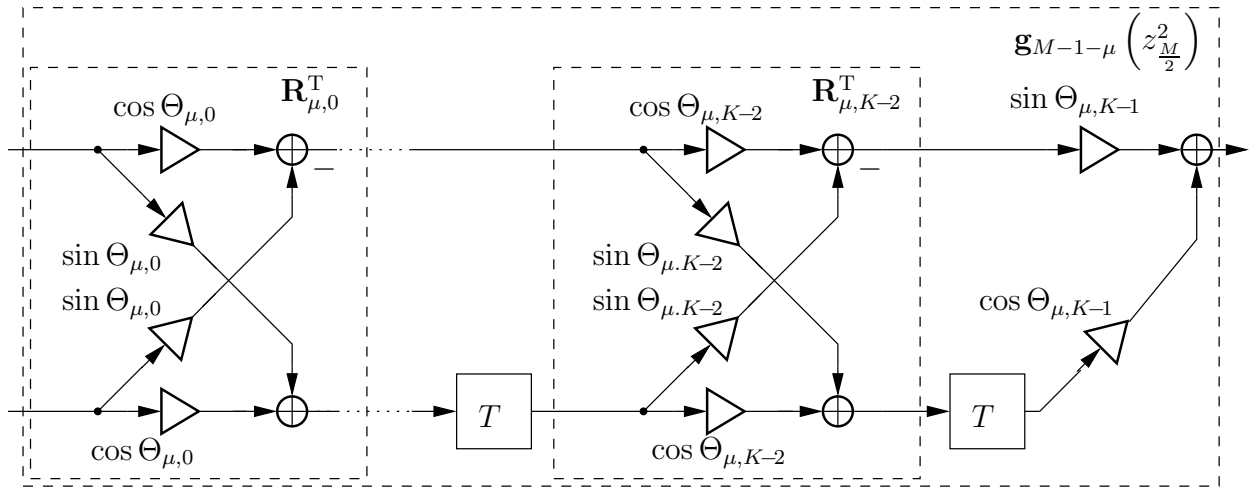 g_{M−1−μ} (z^2_{M/2})
R^T_{μ,0}
R^T_{μ,K−2}
cos Θ_{μ,0}
cos Θ_{μ,K−2}
sin Θ_{μ,K−1}
−
−
sin Θ_{μ,0}
sin Θ_{μ.K−2}
sin Θ_{μ,0}
sin Θ_{μ.K−2}
cos Θ_{μ,K−1}
T
T
cos Θ_{μ,0}
cos Θ_{μ,K−2}